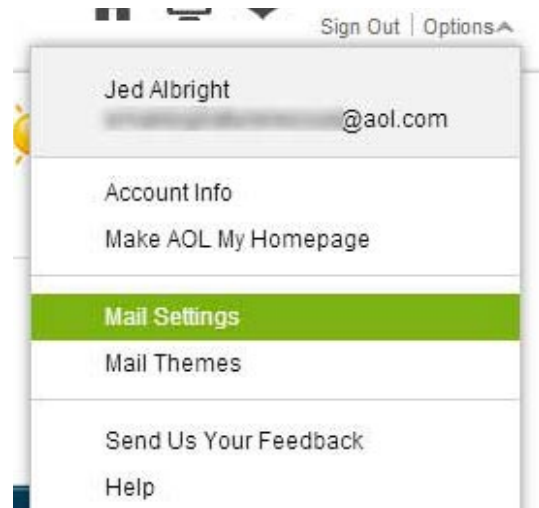 Sign Out | Options
Jed Albright
@aol.com
Account Info
Make AOL My Homepage
Mail Settings
Mail Themes
Send Us Your Feedback
Help